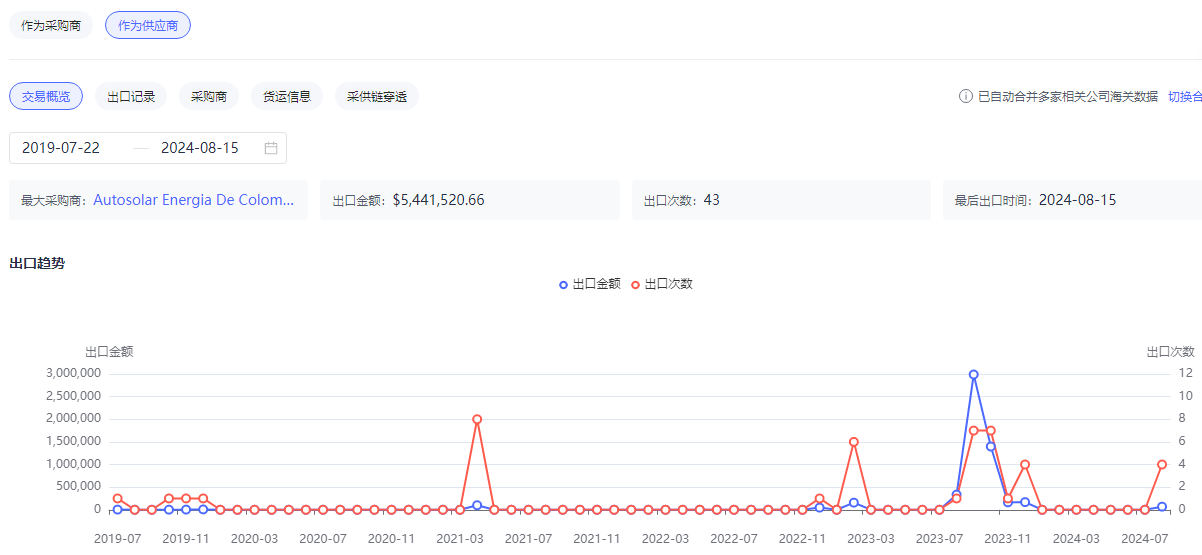 作为采购商 作为供应商
交易概览 出口记录 采购商 货运信息 采供链穿透 已自动合并多家相关公司海关数据 切换合
2019-07-22 2024-08-15
最大采购商: Autosolar Energia De Colom... 出口金额: $5,441,520.66 出口次数: 43 最后出口时间: 2024-08-15
出口趋势
出口金额 出口次数
出口金额 出口次数
3,000,000 12
2,500,000 10
2,000,000 8
1,500,000 6
1,000,000 4
500,000 2
0 0
2019-07 2019-11 2020-03 2020-07 2020-11 2021-03 2021-07 2021-11 2022-03 2022-07 2022-11 2023-03 2023-07 2023-11 2024-03 2024-07